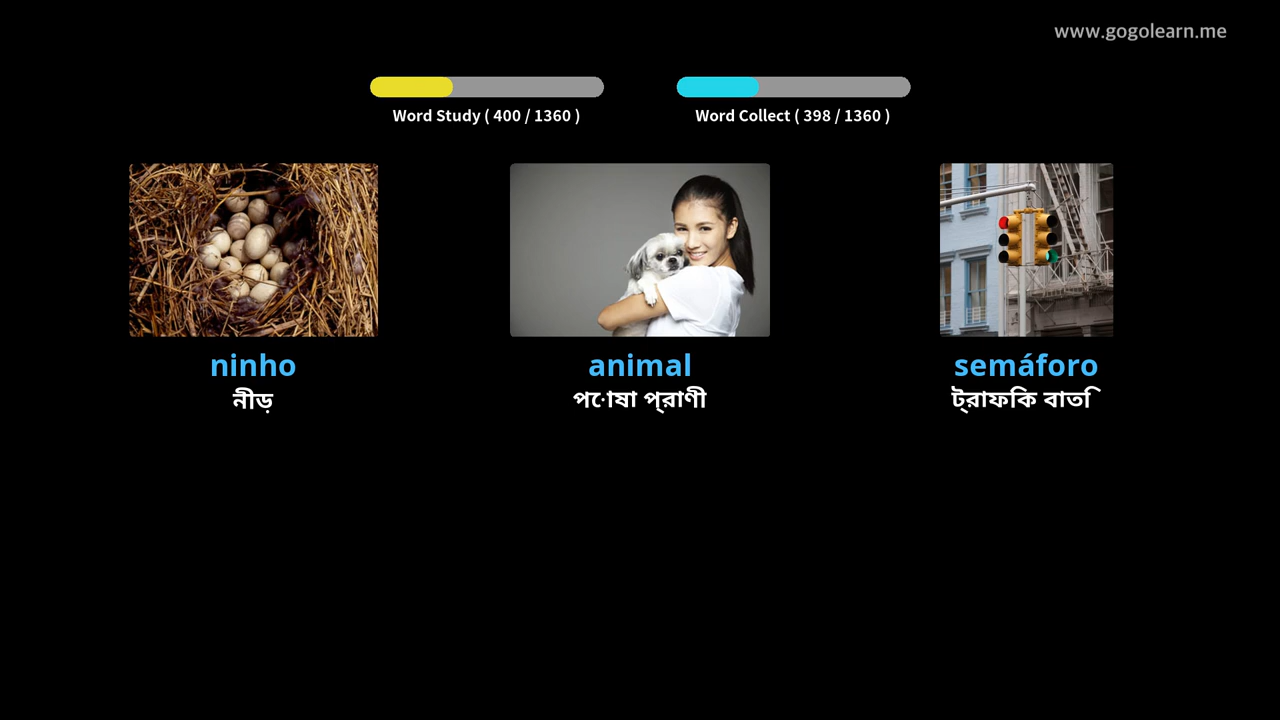 www.gogolearn.me
Word Study ( 400 / 1360 )
Word Collect ( 398 / 1360 )
ninho
animal
semáforo
নীড়
পোষা প্রাণী
ট্রাফিক বাতি